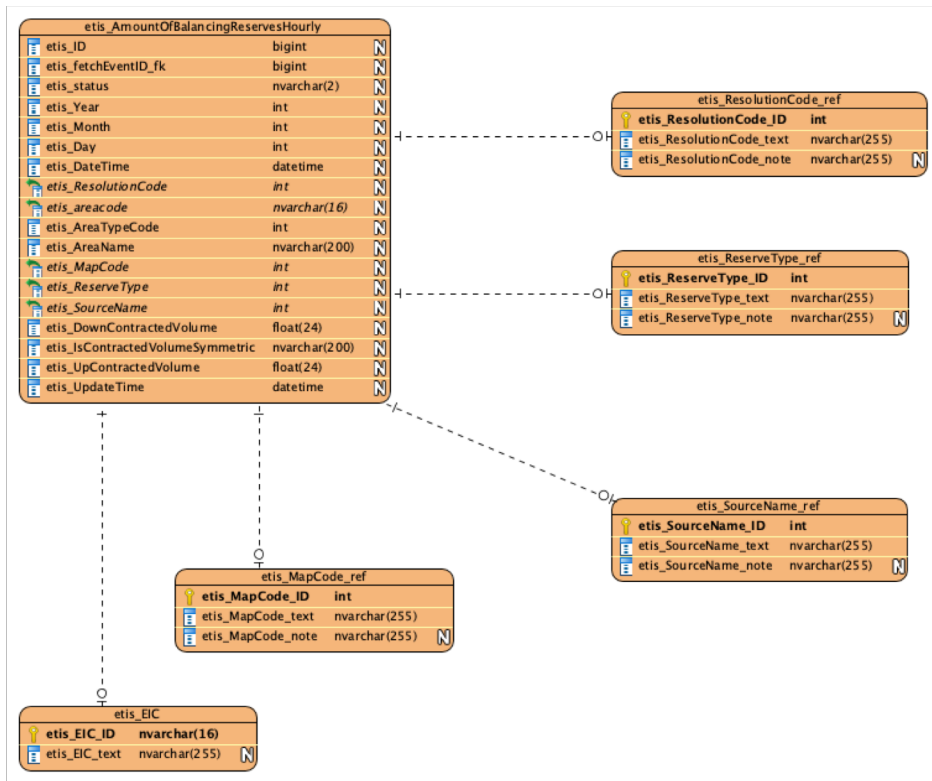 etis_AmountOfBalancingReservesHourly
etis_ID bigint N
etis_fetchEventID_fk bigint N
etis_status nvarchar(2) N
etis_Year int N
etis_Month int N
etis_Day int N
etis_DateTime datetime N
etis_ResolutionCode int N
etis_areacode nvarchar(16) N
etis_AreaTypeCode int N
etis_AreaName nvarchar(200) N
etis_MapCode int N
etis_ReserveType int N
etis_SourceName int N
etis_DownContractedVolume float(24) N
etis_IsContractedVolumeSymmetric nvarchar(200) N
etis_UpContractedVolume float(24) N
etis_UpdateTime datetime N
etis_ResolutionCode_ref
etis_ResolutionCode_ID int
etis_ResolutionCode_text nvarchar(255)
etis_ResolutionCode_note nvarchar(255) N
etis_ReserveType_ref
etis_ReserveType_ID int
etis_ReserveType_text nvarchar(255)
etis_ReserveType_note nvarchar(255) N
etis_SourceName_ref
etis_SourceName_ID int
etis_SourceName_text nvarchar(255)
etis_SourceName_note nvarchar(255) N
etis_MapCode_ref
etis_MapCode_ID int
etis_MapCode_text nvarchar(255)
etis_MapCode_note nvarchar(255) N
etis_EIC
etis_EIC_ID nvarchar(16)
etis_EIC_text nvarchar(255) N